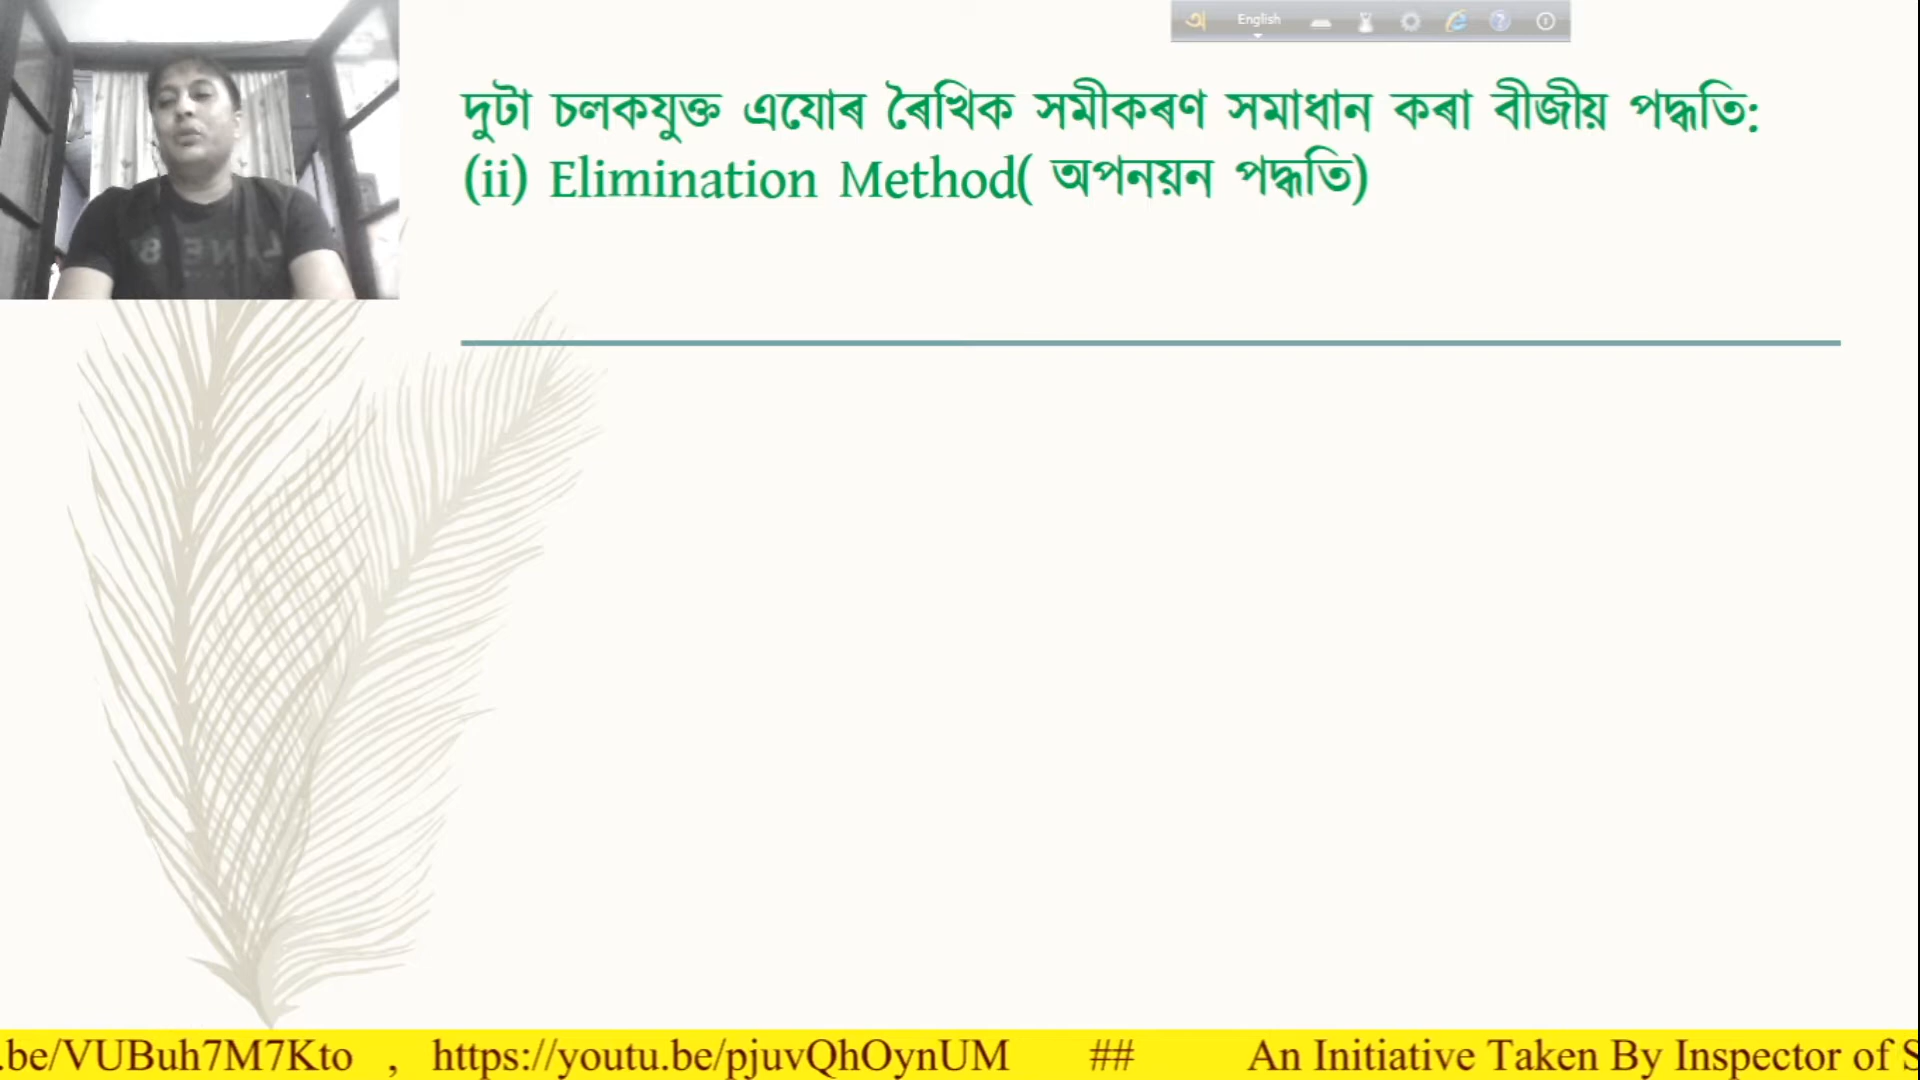 English
দুটা চলকযুক্ত এযোৰ ৰৈখিক সমীকৰণ সমাধান কৰা বীজীয় পদ্ধতি:
(ii) Elimination Method( অপনয়ন পদ্ধতি)
.be/VUBuh7M7Kto , https://youtu.be/pjuvQhOynUM ## An Initiative Taken By Inspector of S